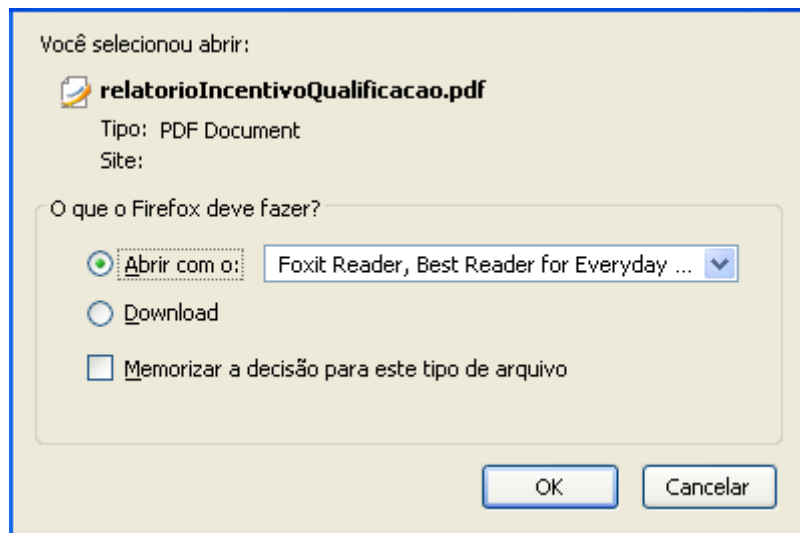 Você selecionou abrir:
relatorioIncentivoQualificacao.pdf
Tipo: PDF Document
Site:
O que o Firefox deve fazer?
Abrir com o: Foxit Reader, Best Reader for Everyday ...
Download
Memorizar a decisão para este tipo de arquivo
OK Cancelar